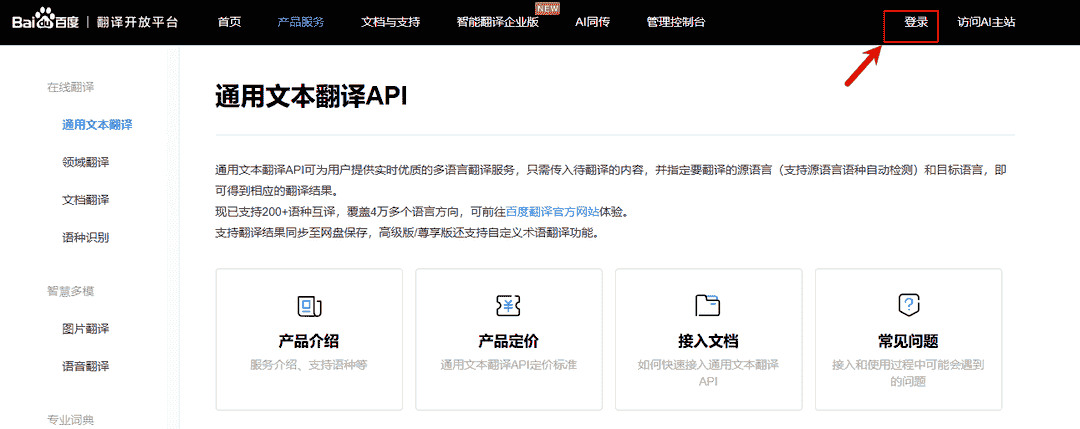 Bai du 百度 | 翻译开放平台
首页
产品服务
文档与支持
智能翻译企业版
NEW
AI同传
管理控制台
登录
访问AI主站
在线翻译
通用文本翻译
领域翻译
文档翻译
语种识别
智慧多模
图片翻译
语音翻译
专业词典
通用文本翻译API
通用文本翻译API可为用户提供实时优质的多语言翻译服务，只需传入待翻译的内容，并指定要翻译的源语言（支持源语言语种自动检测）和目标语言，即
可得到相应的翻译结果。
现已支持200+语种互译，覆盖4万多个语言方向，可前往百度翻译官方网站体验。
支持翻译结果同步至网盘保存，高级版/尊享版还支持自定义术语翻译功能。
产品介绍
服务介绍、支持语种等
产品定价
通用文本翻译API定价标准
接入文档
如何快速接入通用文本翻译
API
常见问题
接入和使用过程中可能会遇到
的问题